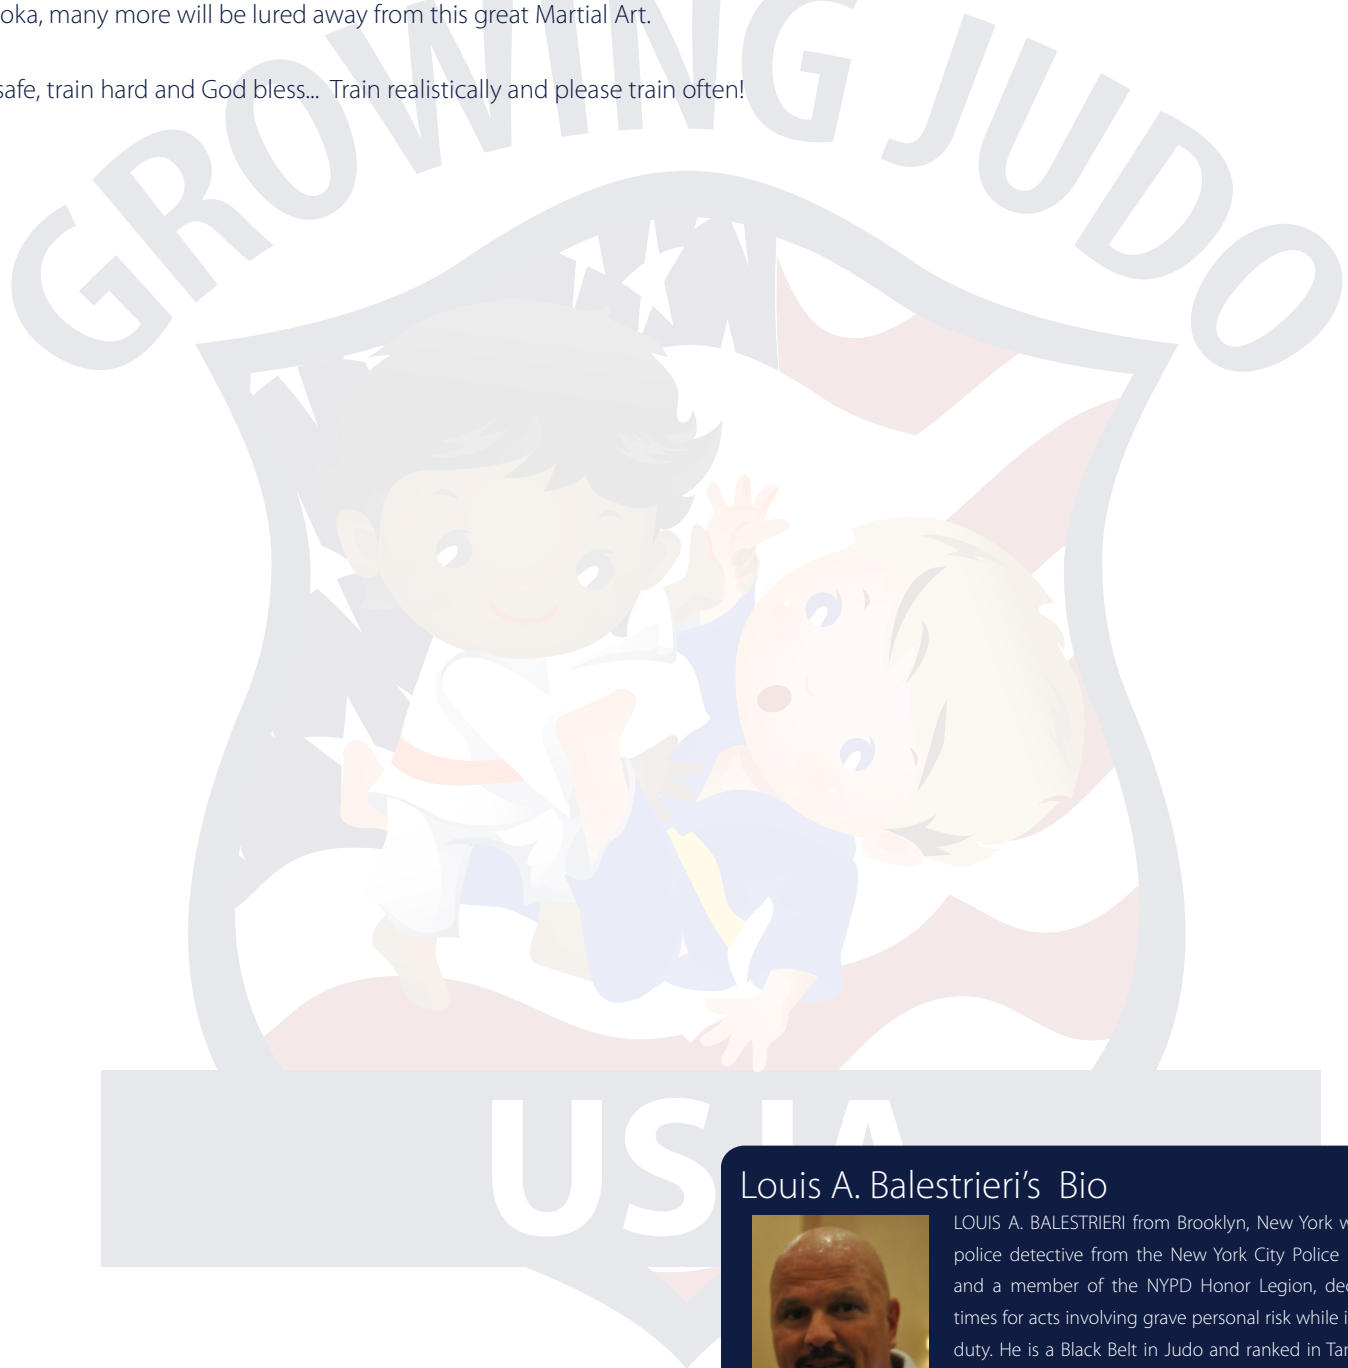 oka, many more will be lured away from this great Martial Art.
safe, train hard and God bless... Train realistically and please train often!
GROWING JUDO
USJA
Louis A. Balestrieri’s Bio
LOUIS A. BALESTRIERI from Brooklyn, New York
police detective from the New York City Police
and a member of the NYPD Honor Legion,
times for acts involving grave personal risk while
duty. He is a Black Belt in Judo and ranked in